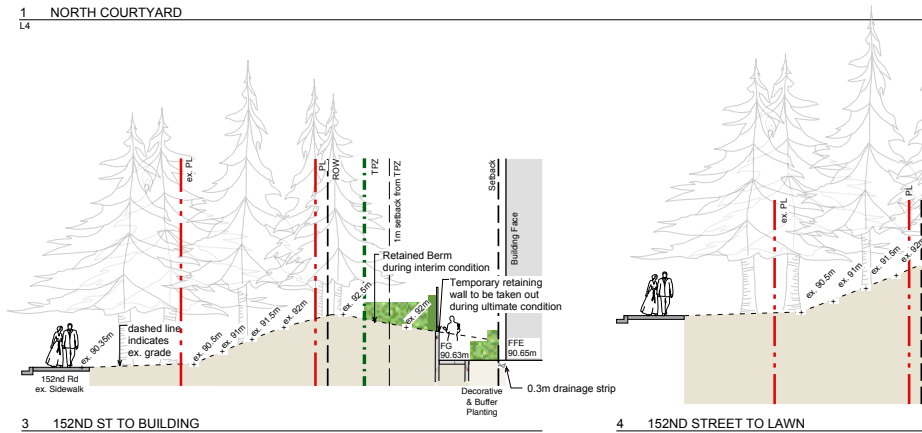 1 NORTH COURTYARD
L4
ex. PL
PL
ROW
TPZ
1m setback from TPZ
Setback
Building Face
Retained Berm
during interim condition
Temporary retaining
wall to be taken out
during ultimate condition
ex. 90.35m
dashed line
indicates
ex. grade
ex. 90.5m
ex. 91m
ex. 91.5m
ex. 92m
ex. 92.5m
ex. 92m
FG
90.63m
FFE
90.65m
152nd Rd
ex. Sidewalk
Decorative
& Buffer
Planting
0.3m drainage strip
3 152ND ST TO BUILDING
ex. PL
PL
ex. 90.5m
ex. 91m
ex. 91.5m
ex. 92m
4 152ND STREET TO LAWN